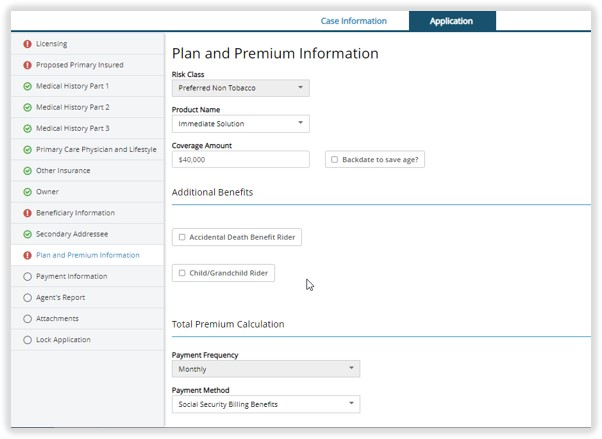 Case Information
Application
Licensing
Proposed Primary Insured
Medical History Part 1
Medical History Part 2
Medical History Part 3
Primary Care Physician and Lifestyle
Other Insurance
Owner
Beneficiary Information
Secondary Addressee
Plan and Premium Information
Payment Information
Agent's Report
Attachments
Lock Application
Plan and Premium Information
Risk Class
Preferred Non Tobacco
Product Name
Immediate Solution
Coverage Amount
$40,000
Backdate to save age?
Additional Benefits
Accidental Death Benefit Rider
Child/Grandchild Rider
Total Premium Calculation
Payment Frequency
Monthly
Payment Method
Social Security Billing Benefits